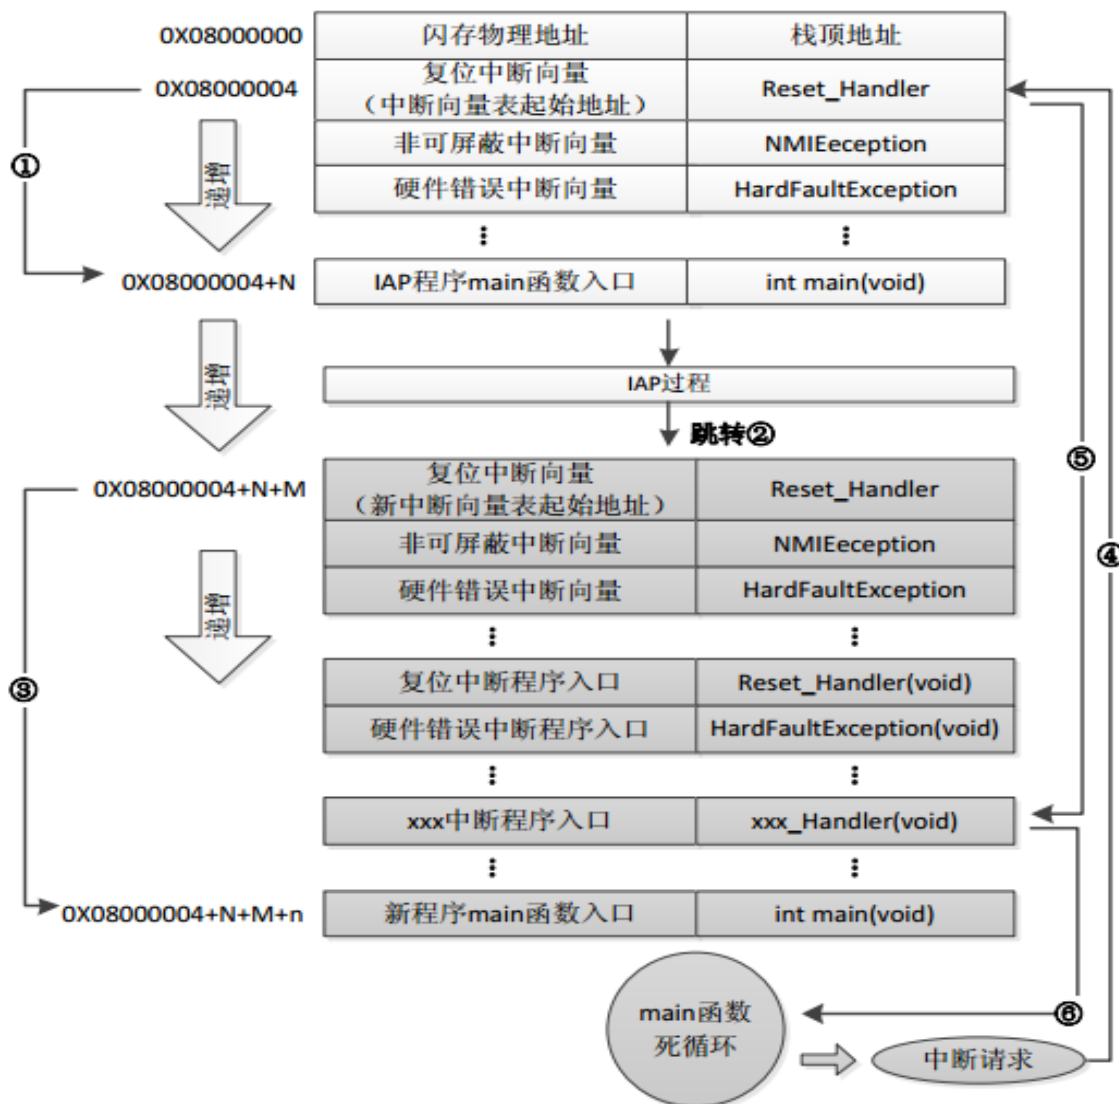 0X08000000
闪存物理地址
栈顶地址
0X08000004
复位中断向量
（中断向量表起始地址）
Reset_Handler
①
递增
非可屏蔽中断向量
NMIEeception
硬件错误中断向量
HardFaultException
⋮
⋮
0X08000004+N
IAP程序main函数入口
int main(void)
递增
IAP过程
跳转②
⑤
0X08000004+N+M
复位中断向量
（新中断向量表起始地址）
Reset_Handler
非可屏蔽中断向量
NMIEeception
④
递增
硬件错误中断向量
HardFaultException
⋮
⋮
③
复位中断程序入口
Reset_Handler(void)
硬件错误中断程序入口
HardFaultException(void)
⋮
⋮
xxx中断程序入口
xxx_Handler(void)
⋮
⋮
0X08000004+N+M+n
新程序main函数入口
int main(void)
⑥
main函数
死循环
中断请求